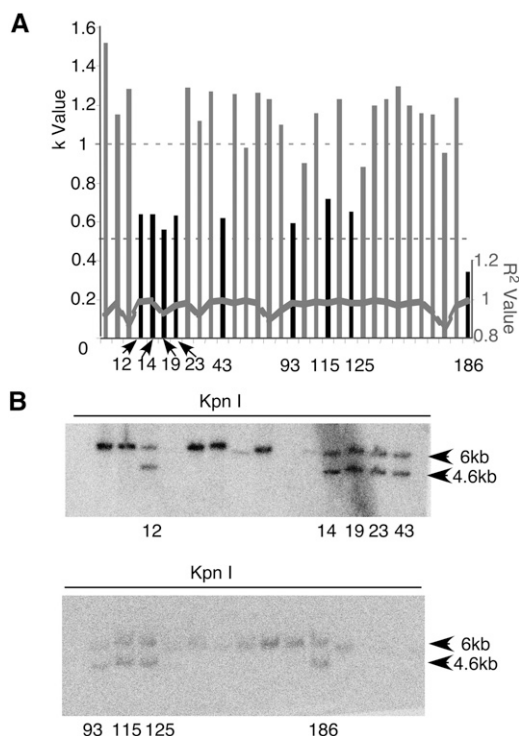 A
1.6
1.4
1.2
1
0.8
0.6
0.4
0.2
0
k Value
1.2
1
0.8
R² Value
12 14 19 23 43 93 115 125 186
B
Kpn I
6kb
4.6kb
12 14 19 23 43
Kpn I
6kb
4.6kb
93 115 125 186